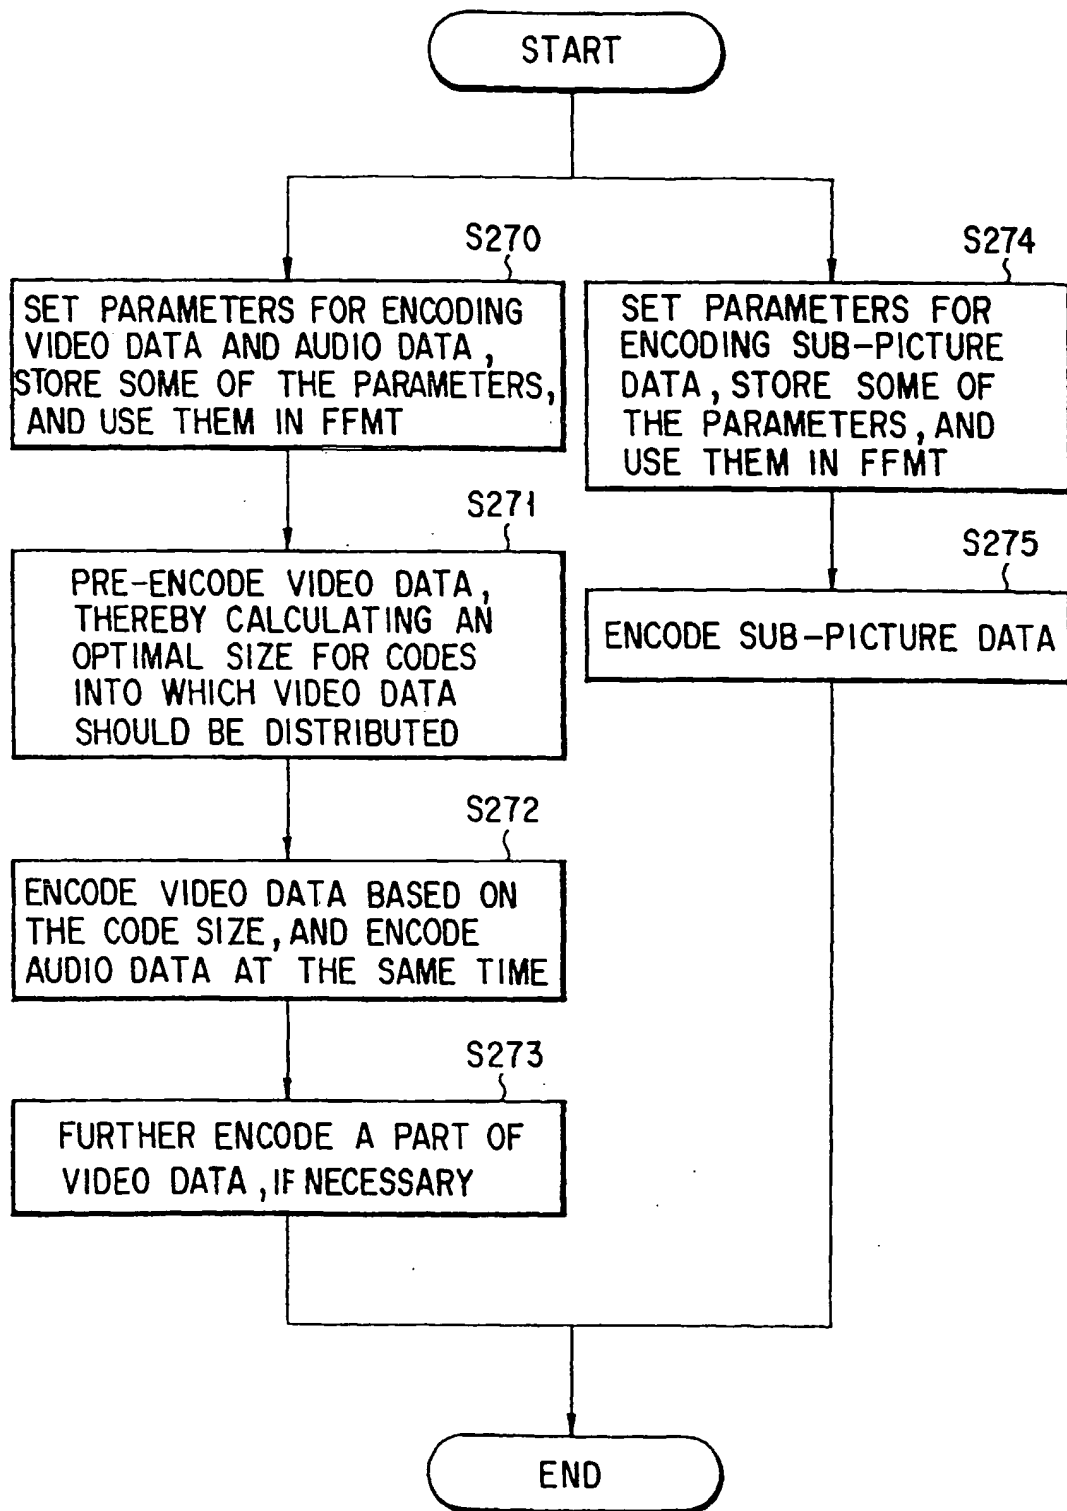 START
S270
SET PARAMETERS FOR ENCODING
VIDEO DATA AND AUDIO DATA,
STORE SOME OF THE PARAMETERS,
AND USE THEM IN FFMT
S271
PRE-ENCODE VIDEO DATA,
THEREBY CALCULATING AN
OPTIMAL SIZE FOR CODES
INTO WHICH VIDEO DATA
SHOULD BE DISTRIBUTED
S272
ENCODE VIDEO DATA BASED ON
THE CODE SIZE, AND ENCODE
AUDIO DATA AT THE SAME TIME
S273
FURTHER ENCODE A PART OF
VIDEO DATA, IF NECESSARY
S274
SET PARAMETERS FOR
ENCODING SUB-PICTURE
DATA, STORE SOME OF
THE PARAMETERS, AND
USE THEM IN FFMT
S275
ENCODE SUB-PICTURE DATA
END